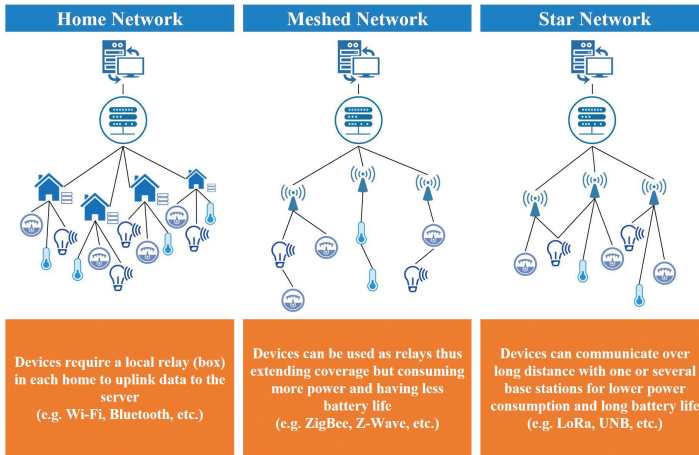 Home Network
Meshed Network
Star Network
Devices require a local relay (box)
in each home to uplink data to the
server
(e.g. Wi-Fi, Bluetooth, etc.)
Devices can be used as relays thus
extending coverage but consuming
more power and having less
battery life
(e.g. ZigBee, Z-Wave, etc.)
Devices can communicate over
long distance with one or several
base stations for lower power
consumption and long battery life
(e.g. LoRa, UNB, etc.)